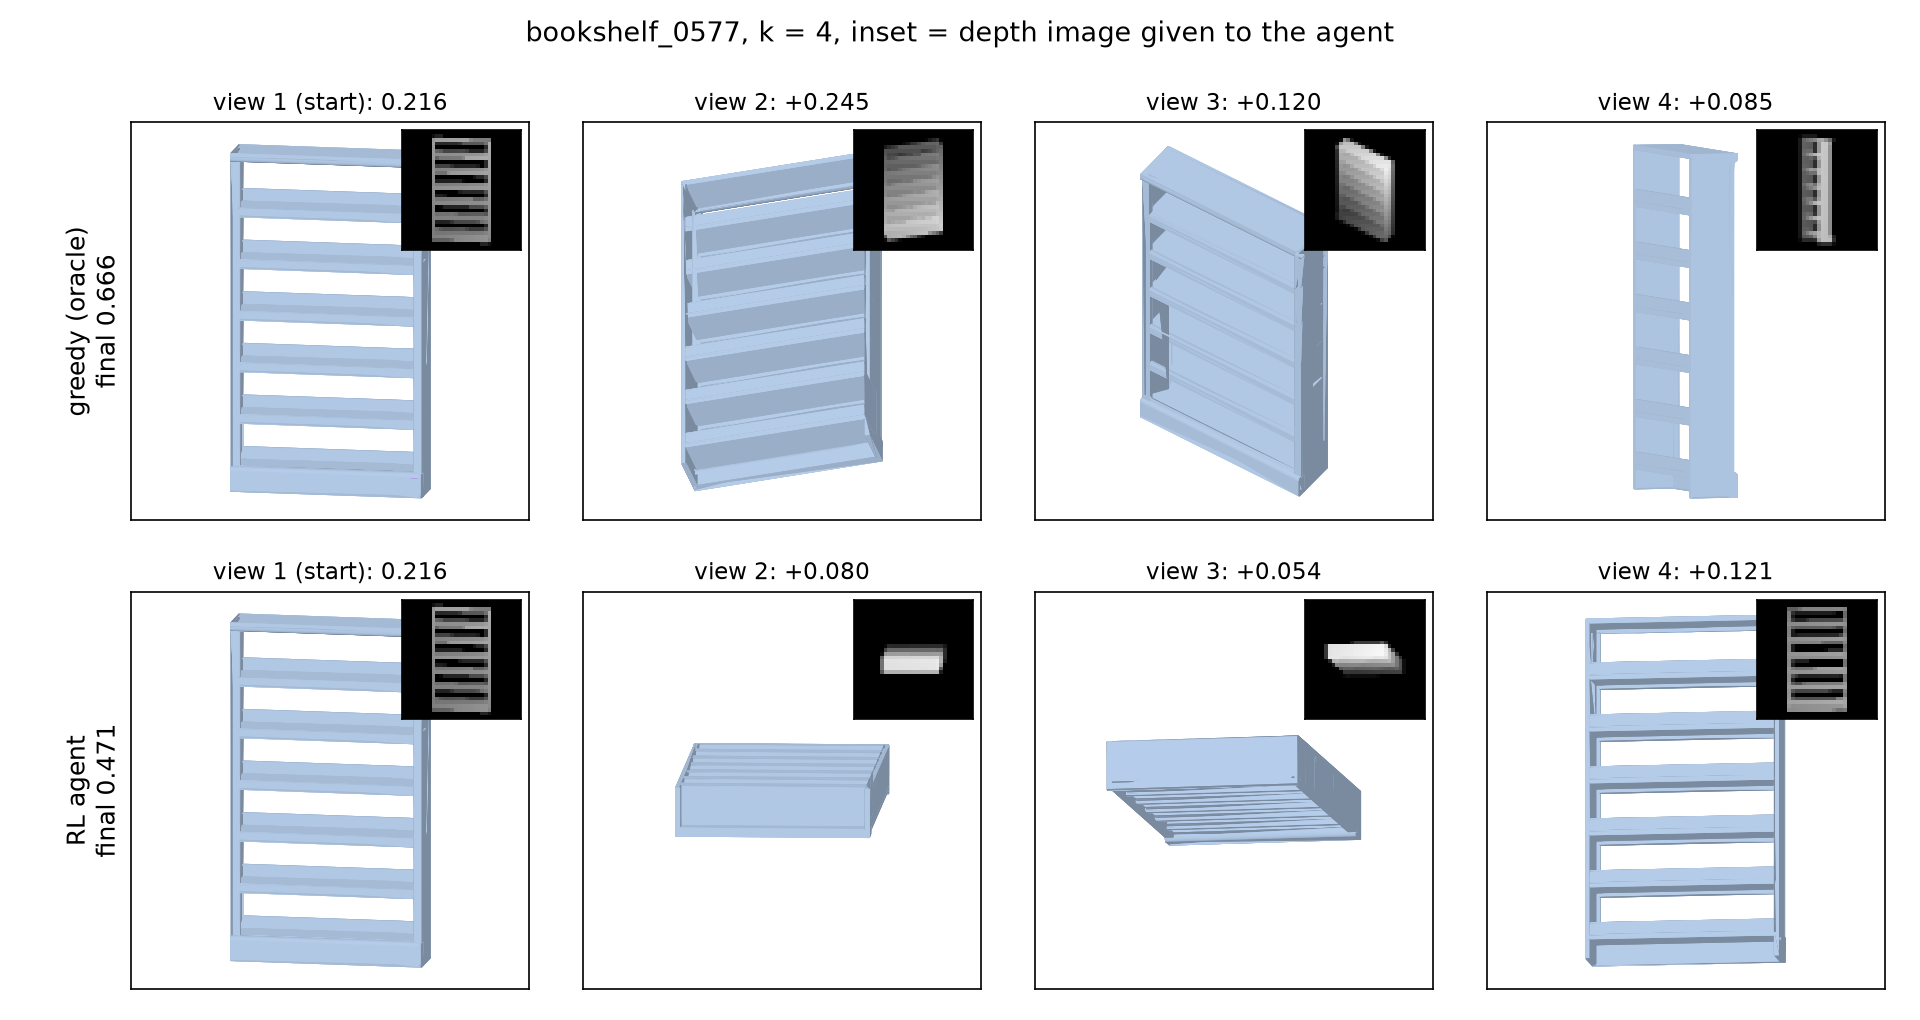 bookshelf_0577, k = 4, inset = depth image given to the agent
view 1 (start): 0.216
view 2: +0.245
view 3: +0.120
view 4: +0.085
greedy (oracle)
final 0.666
view 1 (start): 0.216
view 2: +0.080
view 3: +0.054
view 4: +0.121
RL agent
final 0.471